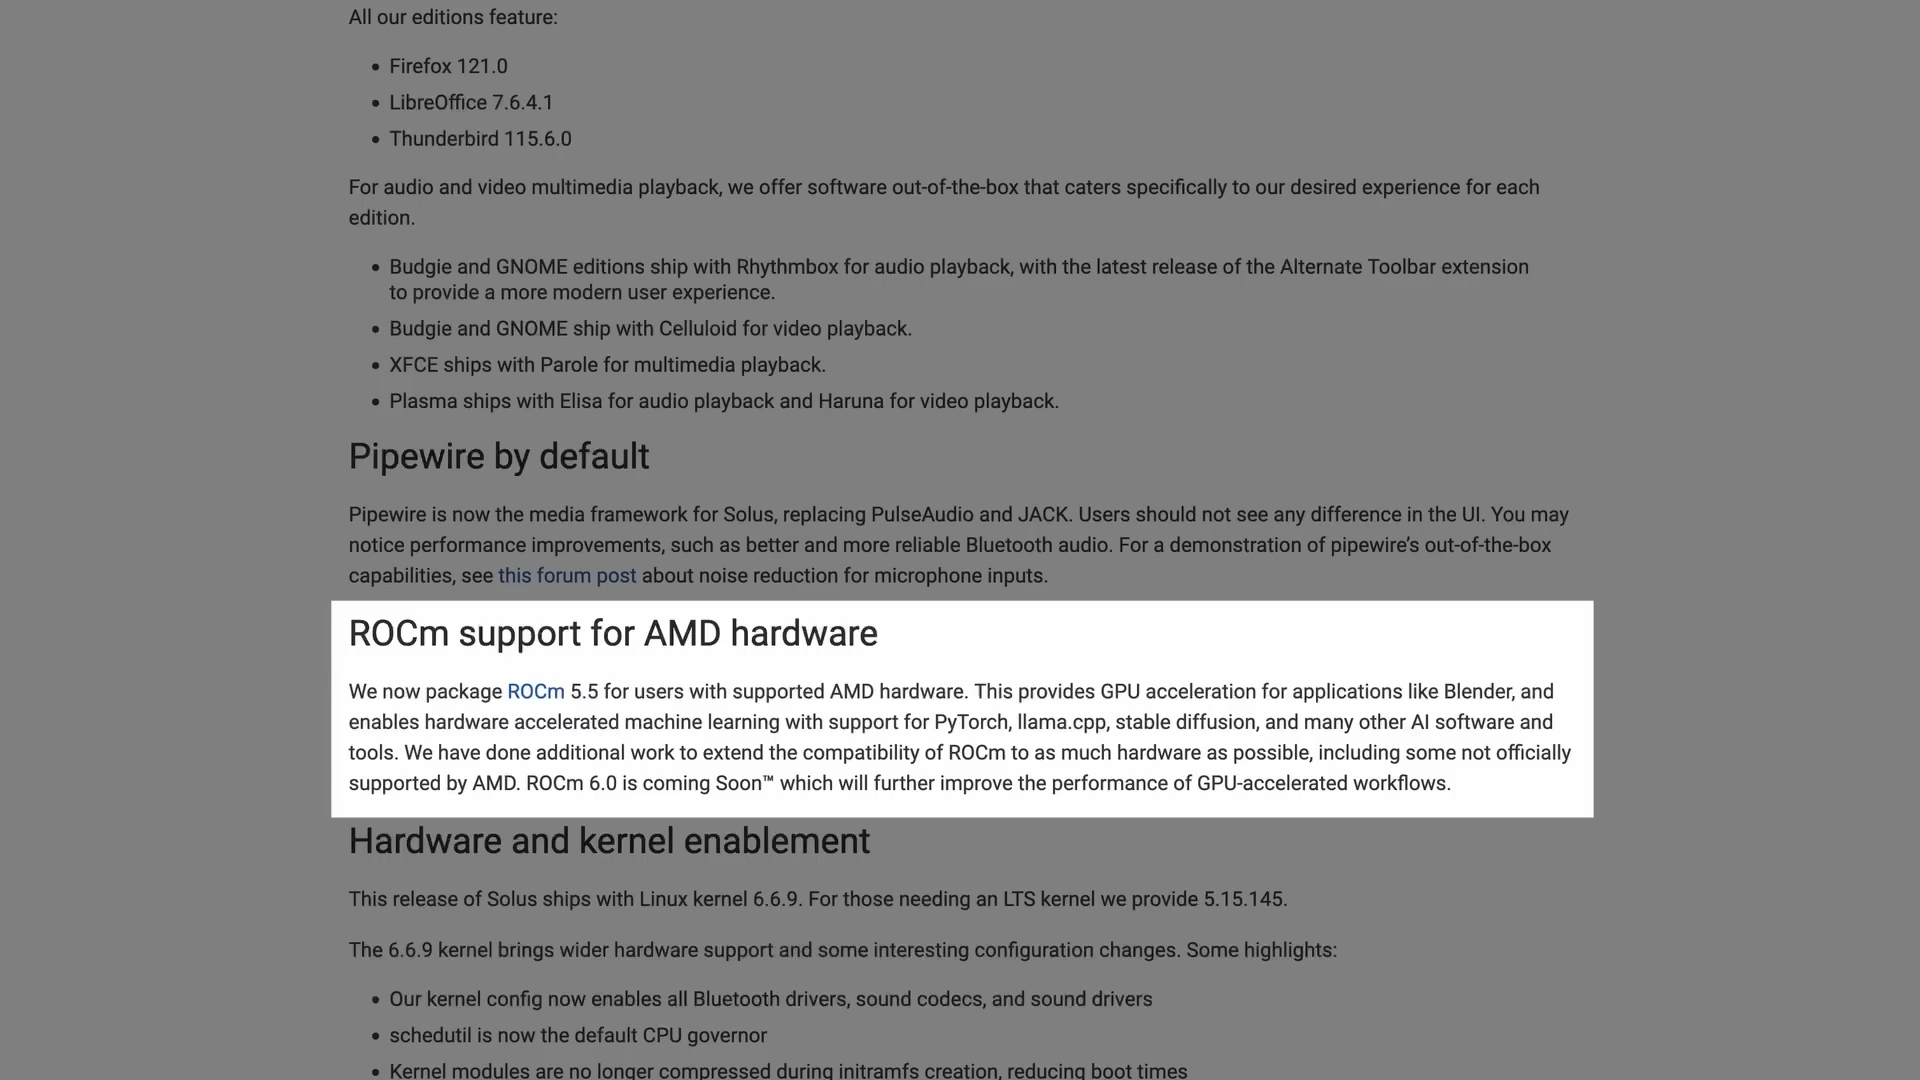 All our editions feature:
• Firefox 121.0
• LibreOffice 7.6.4.1
• Thunderbird 115.6.0
For audio and video multimedia playback, we offer software out-of-the-box that caters specifically to our desired experience for each
edition.
• Budgie and GNOME editions ship with Rhythmbox for audio playback, with the latest release of the Alternate Toolbar extension
to provide a more modern user experience.
• Budgie and GNOME ship with Celluloid for video playback.
• XFCE ships with Parole for multimedia playback.
• Plasma ships with Elisa for audio playback and Haruna for video playback.
Pipewire by default
Pipewire is now the media framework for Solus, replacing PulseAudio and JACK. Users should not see any difference in the UI. You may
notice performance improvements, such as better and more reliable Bluetooth audio. For a demonstration of pipewire’s out-of-the-box
capabilities, see this forum post about noise reduction for microphone inputs.
ROCm support for AMD hardware
We now package ROCm 5.5 for users with supported AMD hardware. This provides GPU acceleration for applications like Blender, and
enables hardware accelerated machine learning with support for PyTorch, llama.cpp, stable diffusion, and many other AI software and
tools. We have done additional work to extend the compatibility of ROCm to as much hardware as possible, including some not officially
supported by AMD. ROCm 6.0 is coming Soon™ which will further improve the performance of GPU-accelerated workflows.
Hardware and kernel enablement
This release of Solus ships with Linux kernel 6.6.9. For those needing an LTS kernel we provide 5.15.145.
The 6.6.9 kernel brings wider hardware support and some interesting configuration changes. Some highlights:
• Our kernel config now enables all Bluetooth drivers, sound codecs, and sound drivers
• schedutil is now the default CPU governor
• Kernel modules are no longer compressed during initramfs creation, reducing boot times